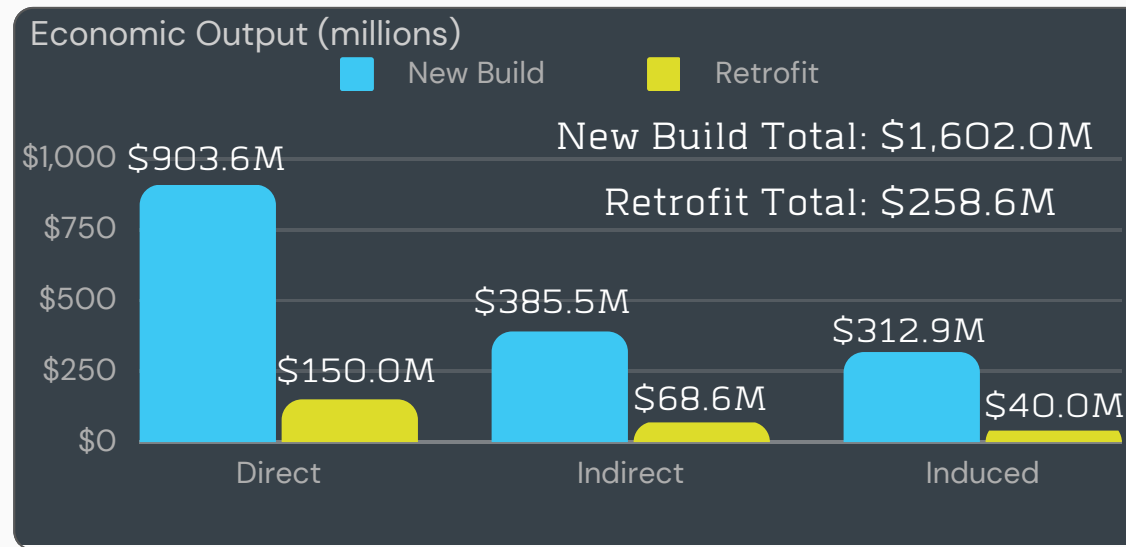 Economic Output (millions)
New Build
Retrofit
New Build Total: $1,602.0M
Retrofit Total: $258.6M
$1,000
$750
$500
$250
$0
$903.6M
$150.0M
$385.5M
$68.6M
$312.9M
$40.0M
Direct
Indirect
Induced